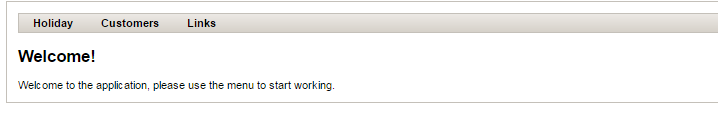 Holiday Customers Links
Welcome!
Welcome to the application, please use the menu to start working.